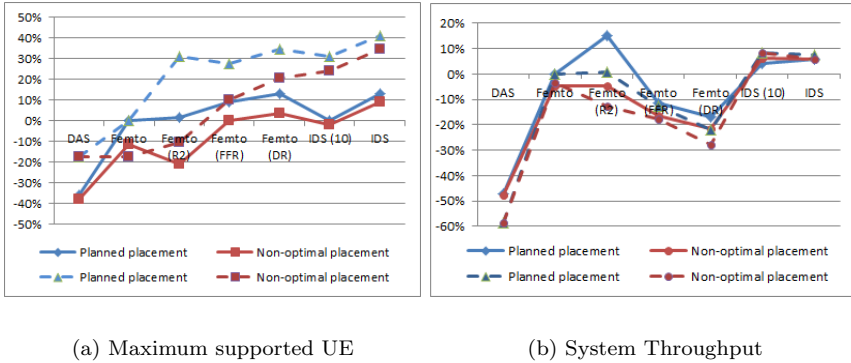 50%
40%
30%
20%
10%
0%
-10%
-20%
-30%
-40%
-50%
DAS Femto Femto Femto Femto IDS (10) IDS
(R2) (FFR) (DR)
Planned placement Non-optimal placement
Planned placement Non-optimal placement
20%
10%
0%
-10%
-20%
-30%
-40%
-50%
-60%
DAS Femto Femto Femto Femto IDS (10) IDS
(R2) (FFR) (DR)
Planned placement Non-optimal placement
Planned placement Non-optimal placement
(a) Maximum supported UE
(b) System Throughput